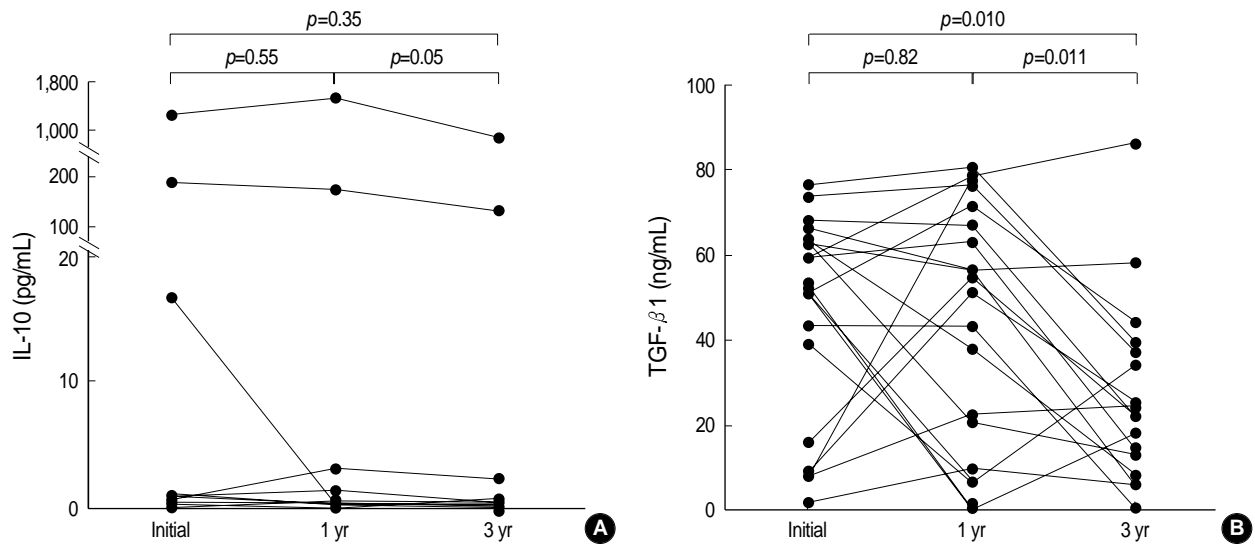 p=0.35
p=0.55
p=0.05
1,800
1,000
200
100
20
10
0
IL-10 (pg/mL)
Initial
1 yr
3 yr
A
p=0.010
p=0.82
p=0.011
100
80
60
40
20
0
TGF-β1 (ng/mL)
Initial
1 yr
3 yr
B